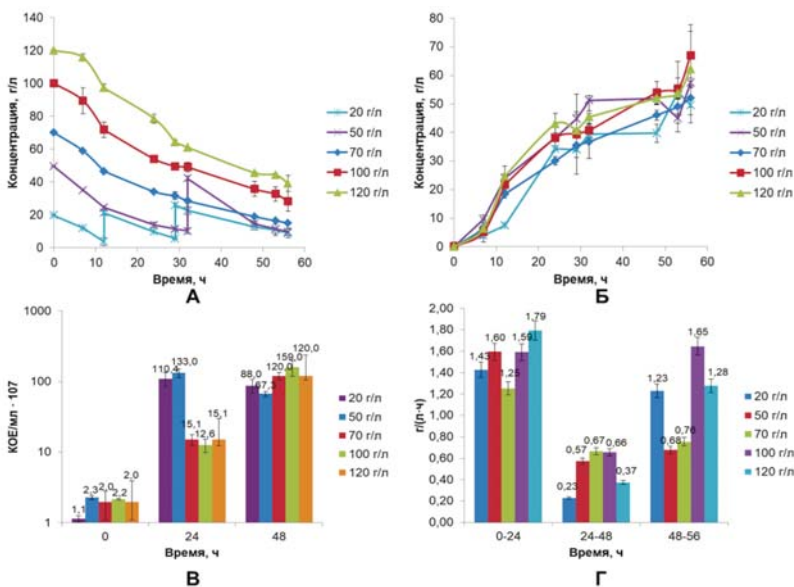 140
120
100
80
60
40
20
0
Концентрация, г/л
0 10 20 30 40 50 60
Время, ч
20 г/л
50 г/л
70 г/л
100 г/л
120 г/л
А
80
70
60
50
40
30
20
10
0
Концентрация, г/л
0 10 20 30 40 50 60
Время, ч
20 г/л
50 г/л
70 г/л
100 г/л
120 г/л
Б
1000
100
10
1
КОЕ/мл · 107
1,1 2,3 2,0 2,2 2,0
110,4 133,0 15,1 12,6 15,1
88,0 67,3 120,0 159,0 120,0
0 24 48
Время, ч
20 г/л
50 г/л
70 г/л
100 г/л
120 г/л
В
2,00
1,80
1,60
1,40
1,20
1,00
0,80
0,60
0,40
0,20
0,00
г/(л·ч)
1,43 1,60 1,25 1,59 1,79
0,23 0,57 0,67 0,66 0,37
1,23 0,68 0,76 1,65 1,28
0-24 24-48 48-56
Время, ч
20 г/л
50 г/л
70 г/л
100 г/л
120 г/л
Г